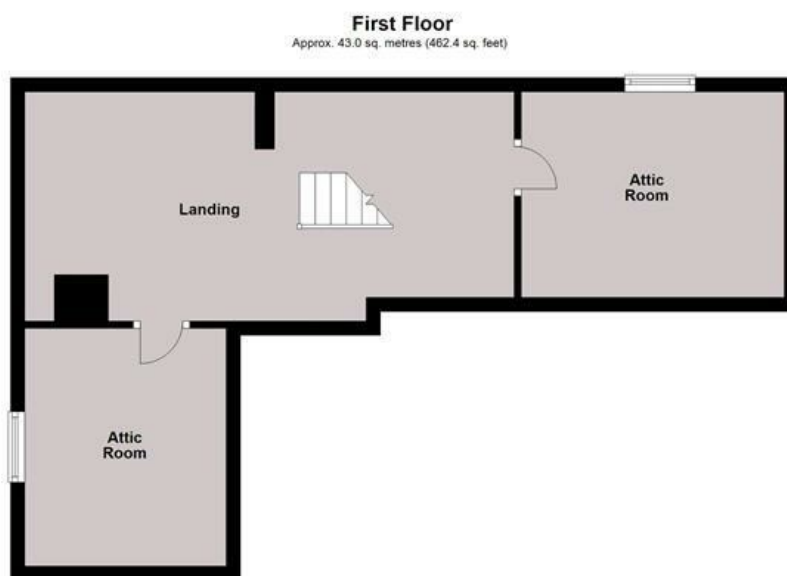 First Floor
Approx. 43.0 sq. metres (462.4 sq. feet)
Attic
Room
Landing
Attic
Room